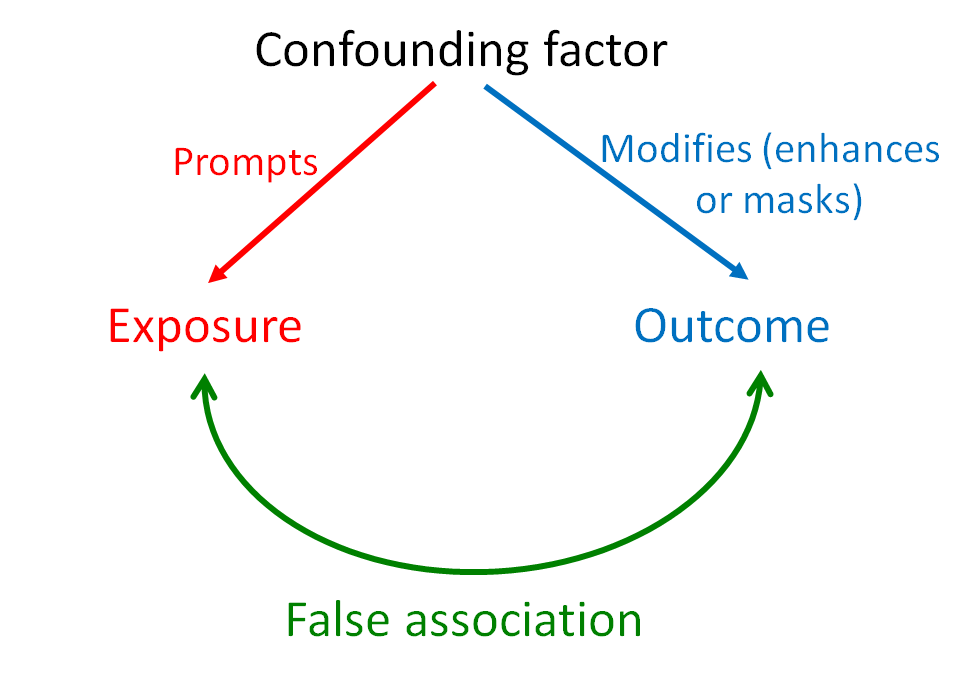 Confounding factor
Prompts
Modifies (enhances
or masks)
Exposure
Outcome
False association